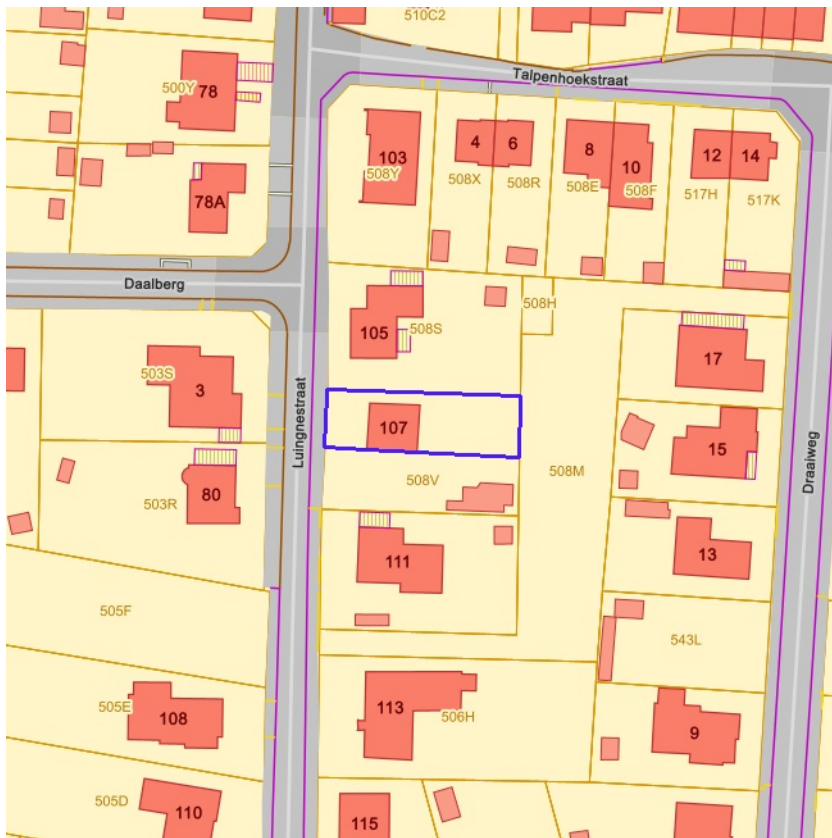 510C2
Talpenhoekstraat
500Y
78
103
508Y
4
6
8
10
12
14
508X
508R
508E
508F
517H
517K
78A
Daalberg
508H
105
508S
17
503S
3
107
Luingnestraat
15
Draaiweg
508M
508V
80
503R
111
13
505F
543L
505E
108
113
506H
9
505D
110
115